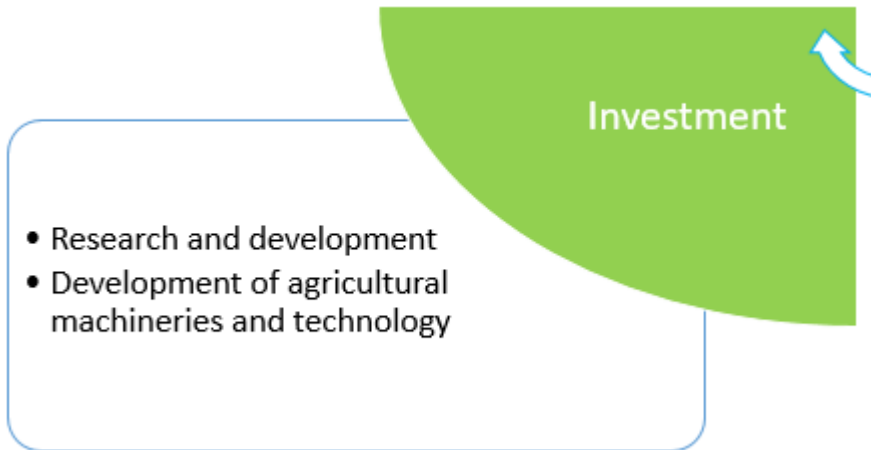 Investment
• Research and development
• Development of agricultural
machineries and technology